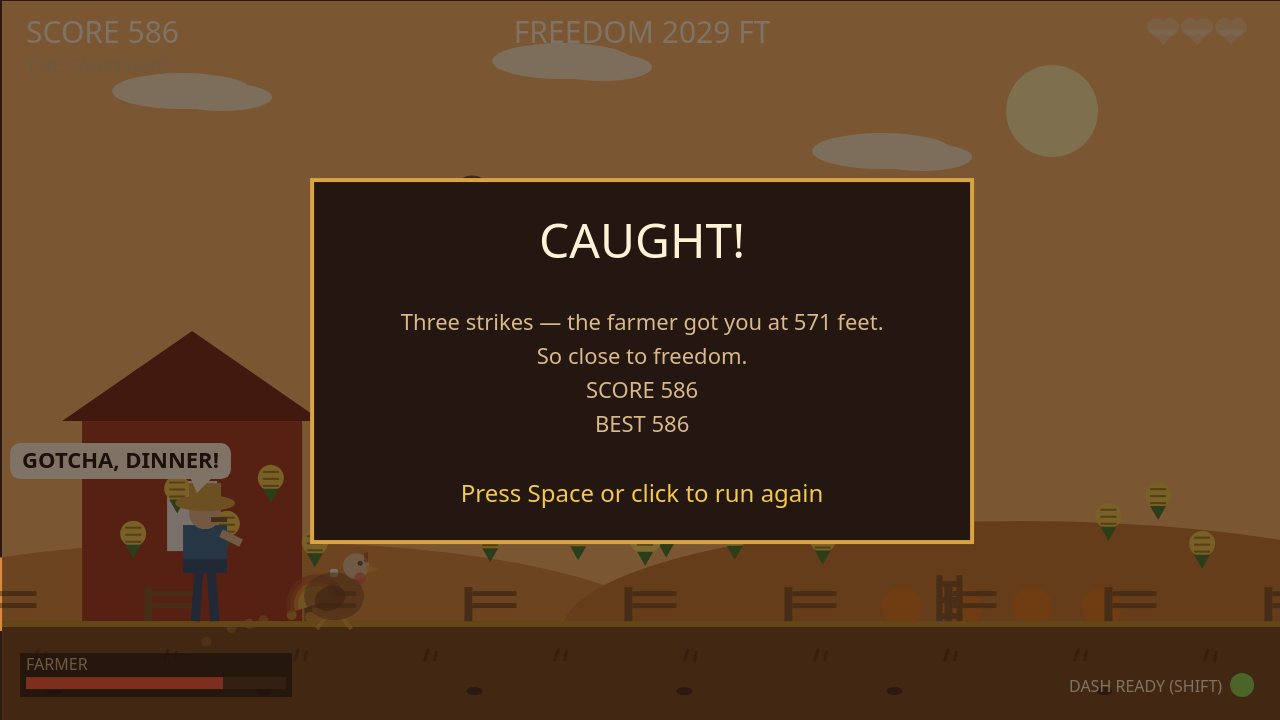 SCORE 586
FREEDOM 2029 FT
CAUGHT!
Three strikes — the farmer got you at 571 feet.
So close to freedom.
SCORE 586
BEST 586
Press Space or click to run again
GOTCHA, DINNER!
FARMER
DASH READY (SHIFT)